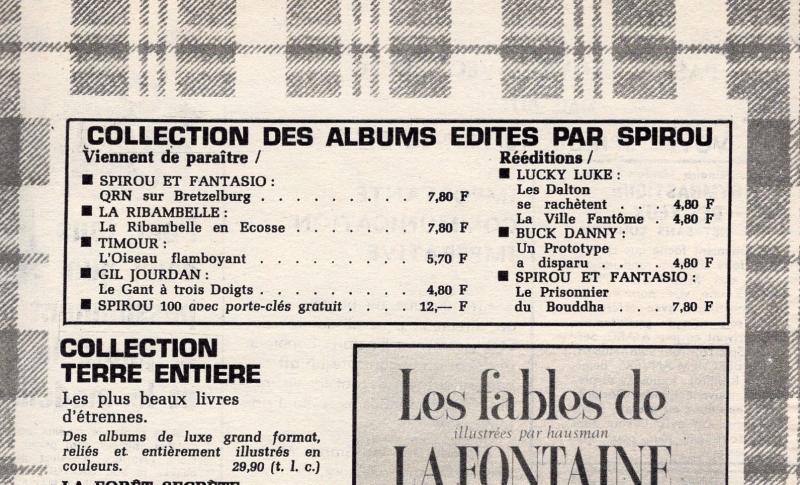 COLLECTION DES ALBUMS EDITES PAR SPIROU
Viennent de paraître /
■ SPIROU ET FANTASIO :
QRN sur Bretzelburg . . . . . . . . . 7,80 F
■ LA RIBAMBELLE :
La Ribambelle en Ecosse . . . . . . . 7,80 F
■ TIMOUR :
L'Oiseau flamboyant . . . . . . . . . 5,70 F
■ GIL JOURDAN :
Le Gant à trois Doigts . . . . . . . . 4,80 F
■ SPIROU 100 avec porte-clés gratuit . . . . 12,— F
Rééditions /
■ LUCKY LUKE :
Les Dalton
se rachètent . . . 4,80 F
La Ville Fantôme . 4,80 F
■ BUCK DANNY :
Un Prototype
a disparu . . . . 4,80 F
■ SPIROU ET FANTASIO :
Le Prisonnier
du Bouddha . . . 7,80 F
COLLECTION
TERRE ENTIERE
Les plus beaux livres
d'étrennes.
Des albums de luxe grand format,
reliés et entièrement illustrés en
couleurs. 29,90 (t. l. c.)
LA FORÊT SECRÈTE
Les fables de
illustrées par hausman
LA FONTAINE